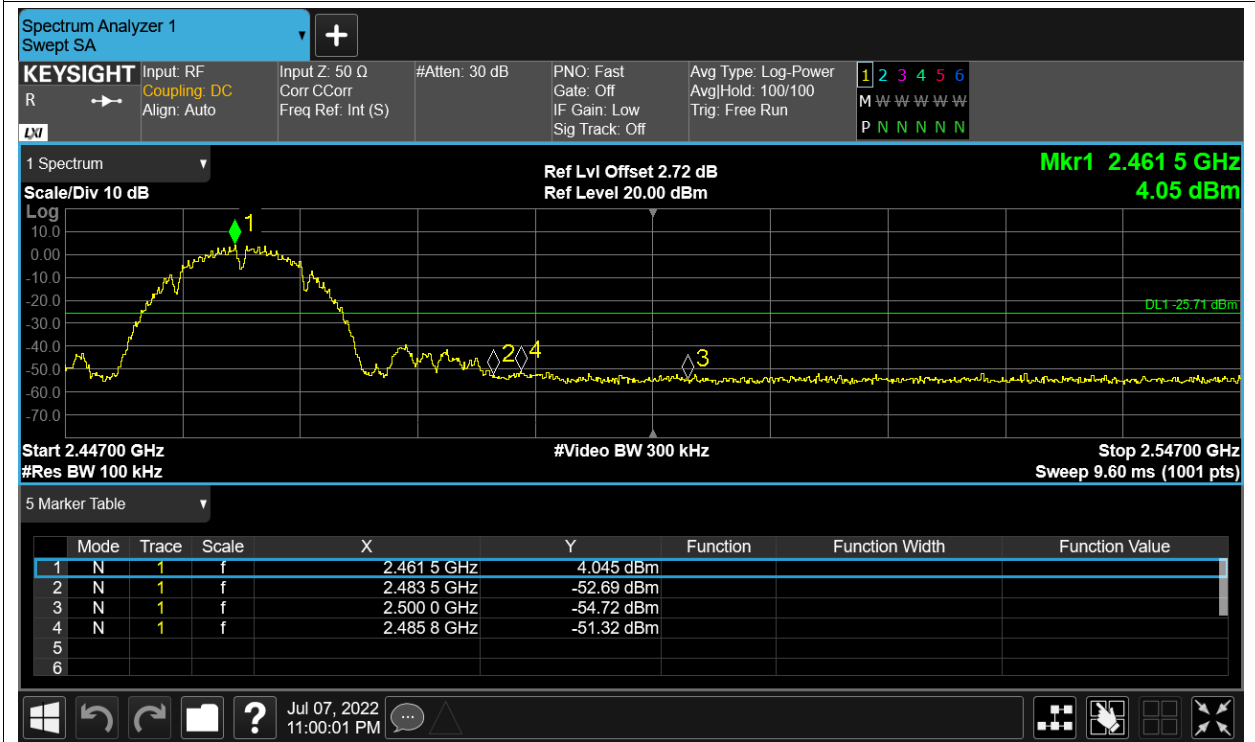 Spectrum Analyzer 1
Swept SA
+
KEYSIGHT Input: RF Input Z: 50 Ω #Atten: 30 dB PNO: Fast Avg Type: Log-Power 1 2 3 4 5 6
R Coupling: DC Corr CCorr Gate: Off Avg|Hold: 100/100 M W W W W W
Align: Auto Freq Ref: Int (S) IF Gain: Low Trig: Free Run
LXI Sig Track: Off P N N N N N
1 Spectrum Ref Lvl Offset 2.72 dB Mkr1 2.461 5 GHz
Scale/Div 10 dB Ref Level 20.00 dBm 4.05 dBm
Log
1
10.0
0.00
-10.0
-20.0
DL1 -25.71 dBm
-30.0
-40.0
2 4 3
-50.0
-60.0
-70.0
Start 2.44700 GHz #Video BW 300 kHz Stop 2.54700 GHz
#Res BW 100 kHz Sweep 9.60 ms (1001 pts)
5 Marker Table
Mode Trace Scale X Y Function Function Width Function Value
1 N 1 f 2.461 5 GHz 4.045 dBm
2 N 1 f 2.483 5 GHz -52.69 dBm
3 N 1 f 2.500 0 GHz -54.72 dBm
4 N 1 f 2.485 8 GHz -51.32 dBm
5
6
? Jul 07, 2022
11:00:01 PM